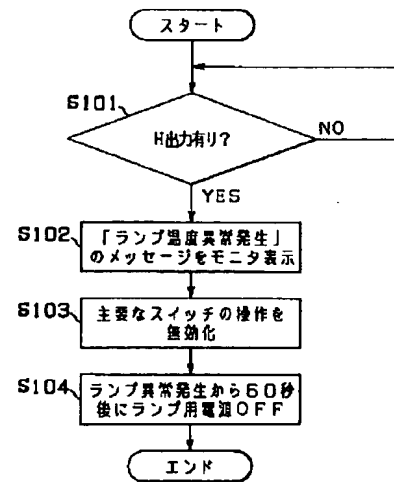 スタート
S101
H出力有り?
NO
YES
S102
「ランプ温度異常発生」
のメッセージをモニタ表示
S103
主要なスイッチの操作を
無効化
S104
ランプ異常発生から60秒
後にランプ用電源OFF
エンド